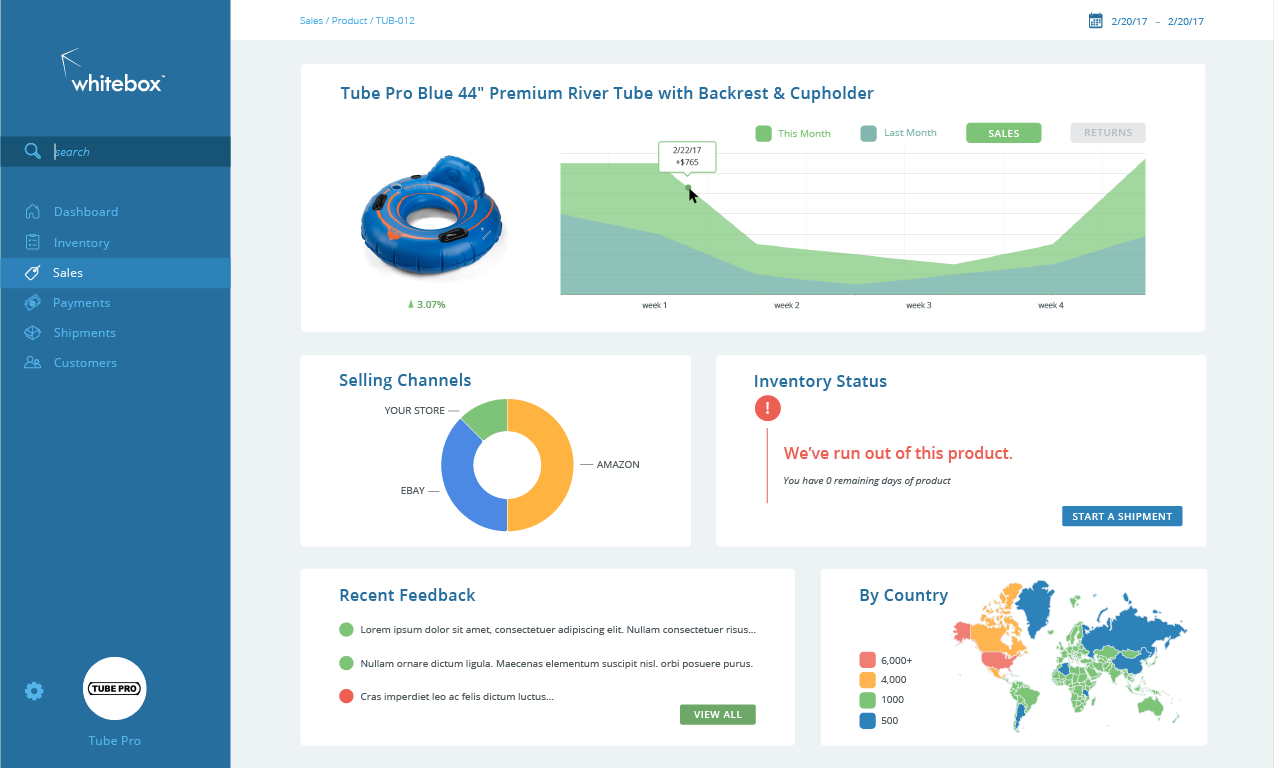 Sales / Product / TUB-012
2/20/17 – 2/20/17
whitebox™
search
Dashboard
Inventory
Sales
Payments
Shipments
Customers
TUBE PRO
Tube Pro
Tube Pro Blue 44" Premium River Tube with Backrest & Cupholder
This Month
Last Month
SALES
RETURNS
2/22/17
+$765
3.07%
week 1
week 2
week 3
week 4
Selling Channels
YOUR STORE
AMAZON
EBAY
Inventory Status
!
We’ve run out of this product.
You have 0 remaining days of product
START A SHIPMENT
Recent Feedback
Lorem ipsum dolor sit amet, consectetuer adipiscing elit. Nullam consectetuer risus...
Nullam ornare dictum ligula. Maecenas elementum suscipit nisl. orbi posuere purus.
Cras imperdiet leo ac felis dictum luctus...
VIEW ALL
By Country
6,000+
4,000
1000
500